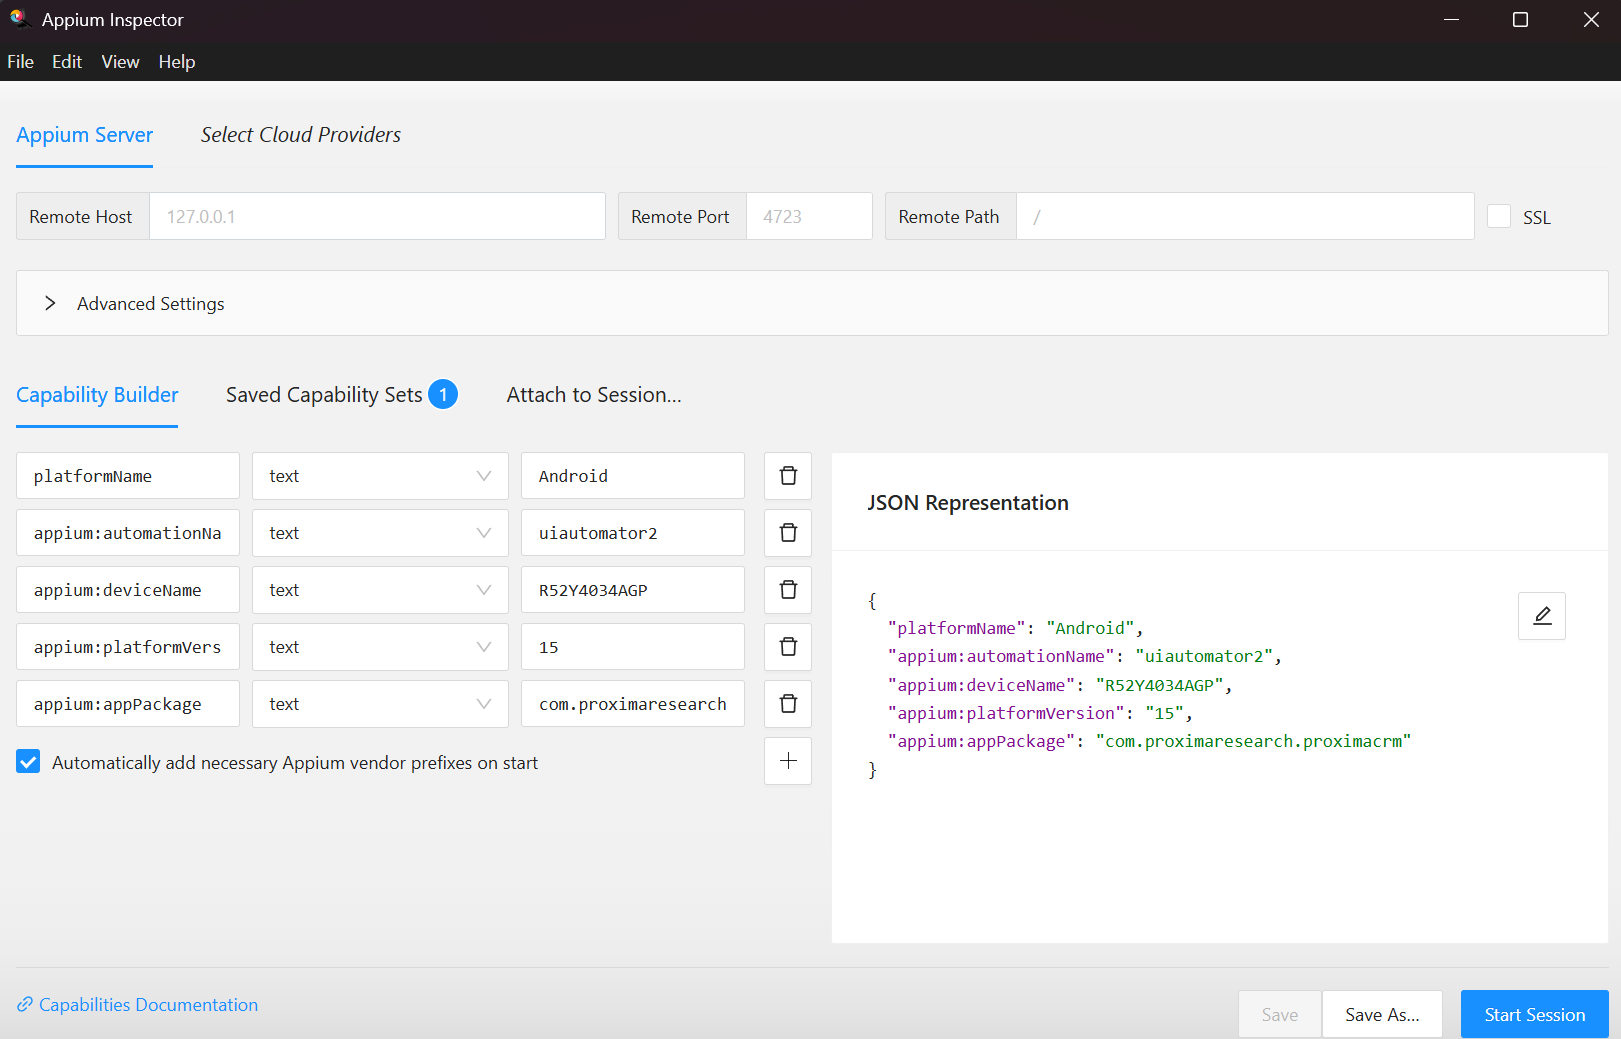 Appium Inspector
File Edit View Help
Appium Server Select Cloud Providers
Remote Host 127.0.0.1 Remote Port 4723 Remote Path / SSL
Advanced Settings
Capability Builder Saved Capability Sets 1 Attach to Session...
platformName text Android
appium:automationNa text uiautomator2
appium:deviceName text R52Y4034AGP
appium:platformVers text 15
appium:appPackage text com.proximaresearch
Automatically add necessary Appium vendor prefixes on start
JSON Representation
{
"platformName": "Android",
"appium:automationName": "uiautomator2",
"appium:deviceName": "R52Y4034AGP",
"appium:platformVersion": "15",
"appium:appPackage": "com.proximaresearch.proximacrm"
}
Capabilities Documentation
Save Save As... Start Session